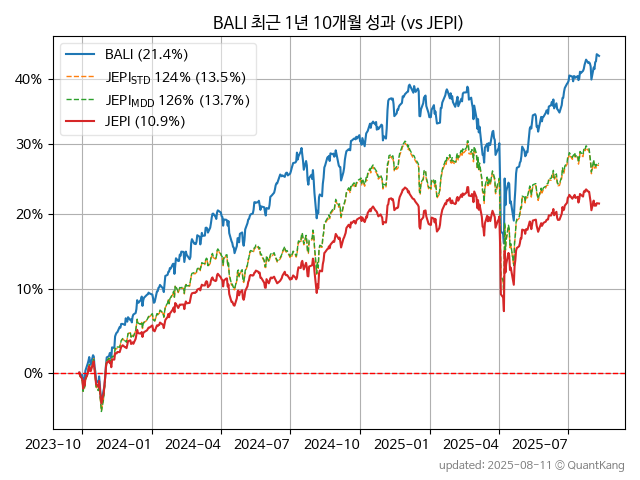 BALI 최근 1년 10개월 성과 (vs JEPI)
BALI (21.4%)
JEPISTD 124% (13.5%)
JEPIMDD 126% (13.7%)
JEPI (10.9%)
40%
30%
20%
10%
0%
2023-10 2024-01 2024-04 2024-07 2024-10 2025-01 2025-04 2025-07
updated: 2025-08-11 © QuantKang